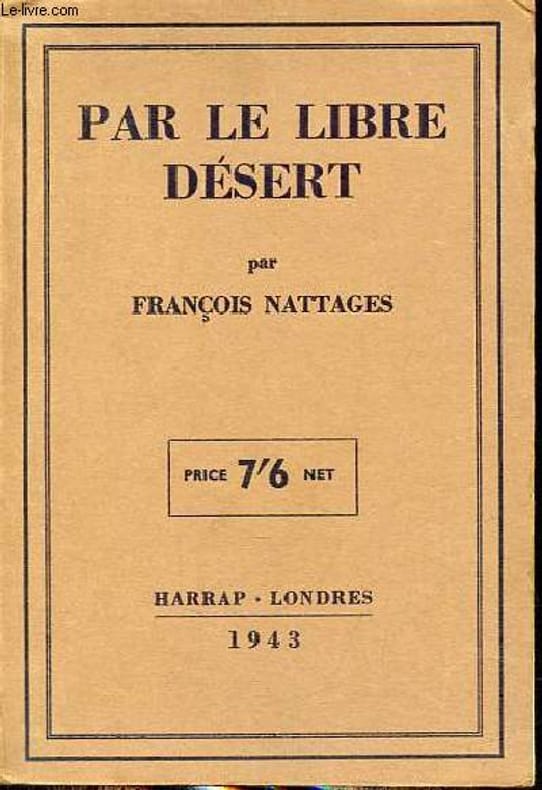 Le-livre.com
PAR LE LIBRE
DÉSERT
par
FRANÇOIS NATTAGES
PRICE 7'6 NET
HARRAP - LONDRES
1943